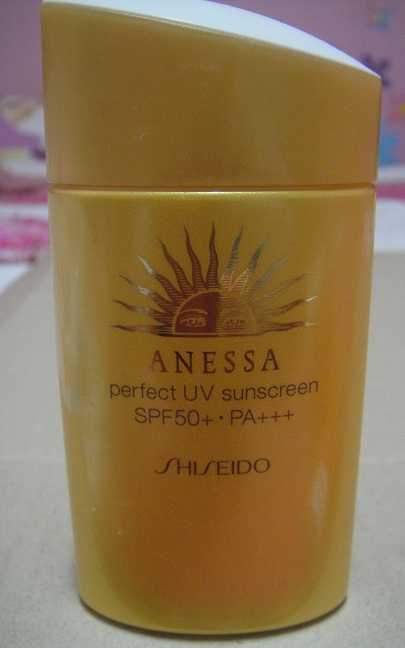 ANESSA
perfect UV sunscreen
SPF50+・PA+++
SHISEIDO